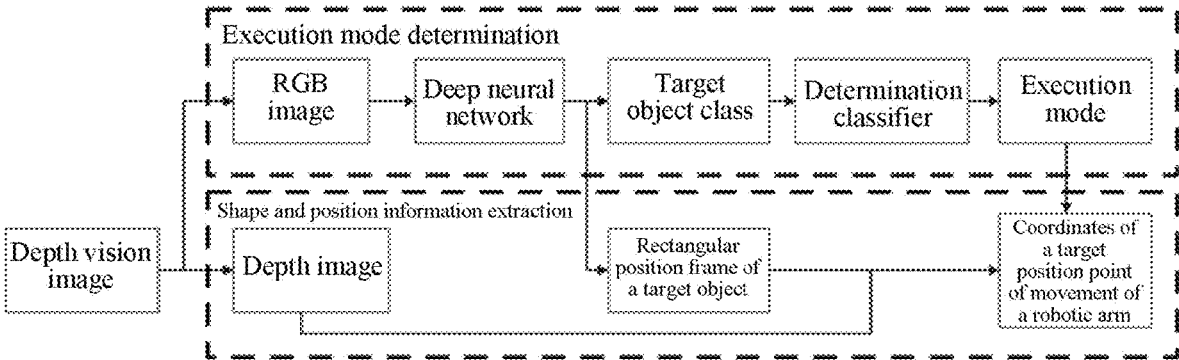 Execution mode determination
RGB
image
Deep neural
network
Target
object class
Determination
classifier
Execution
mode
Shape and position information extraction
Depth vision
image
Depth image
Rectangular
position frame of
a target object
Coordinates of
a target
position point
of movement of
a robotic arm